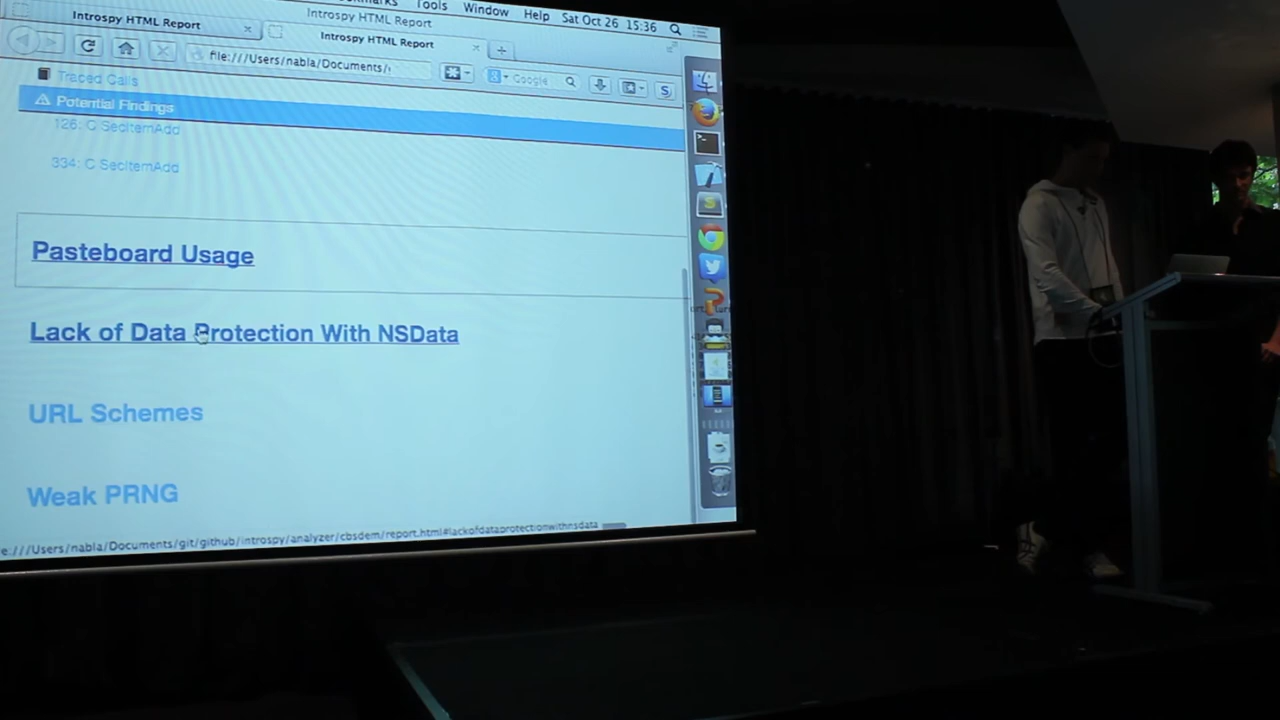 Tools Window Help Sat Oct 26 15:36
Introspy HTML Report
Introspy HTML Report
Introspy HTML Report
file:///Users/nabla/Documents/
Google
Traced Calls
Potential Findings
126: C SecItemAdd
334: C SecItemAdd
Pasteboard Usage
Lack of Data Protection With NSData
URL Schemes
Weak PRNG
e:///Users/nabla/Documents/git/github/introspy/analyzer/cbsdem/report.html#lackofdataprotectionwithnsdata